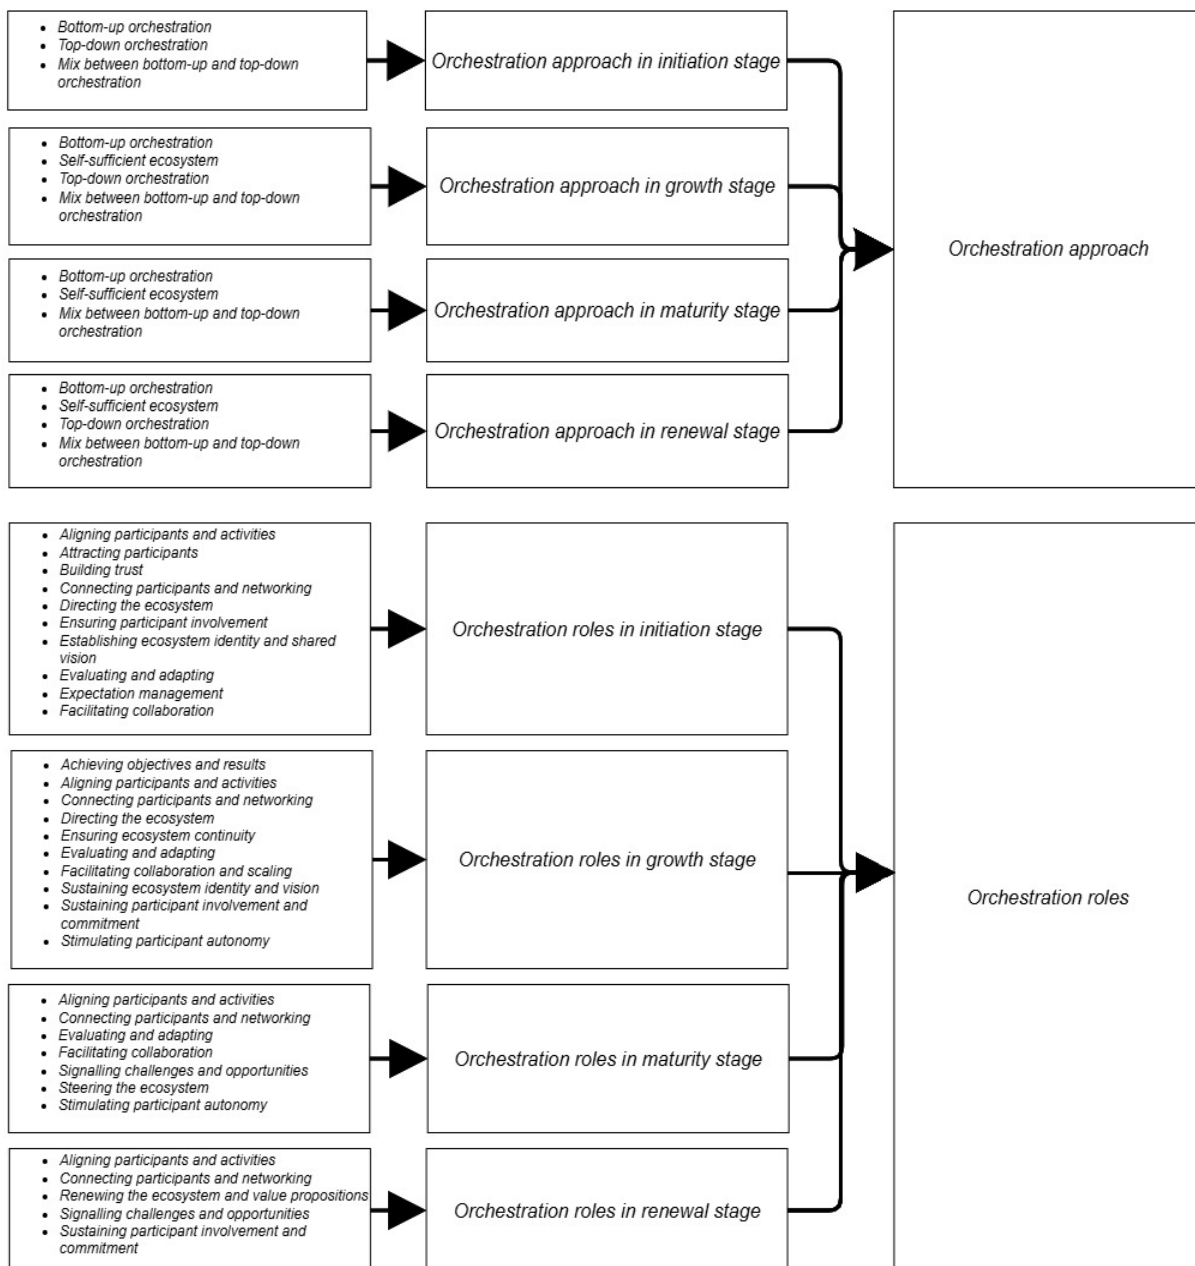 • Bottom-up orchestration
• Top-down orchestration
• Mix between bottom-up and top-down
orchestration
Orchestration approach in initiation stage
• Bottom-up orchestration
• Self-sufficient ecosystem
• Top-down orchestration
• Mix between bottom-up and top-down
orchestration
Orchestration approach in growth stage
• Bottom-up orchestration
• Self-sufficient ecosystem
• Mix between bottom-up and top-down
orchestration
Orchestration approach in maturity stage
• Bottom-up orchestration
• Self-sufficient ecosystem
• Top-down orchestration
• Mix between bottom-up and top-down
orchestration
Orchestration approach in renewal stage
Orchestration approach
• Aligning participants and activities
• Attracting participants
• Building trust
• Connecting participants and networking
• Directing the ecosystem
• Ensuring participant involvement
• Establishing ecosystem identity and shared
vision
• Evaluating and adapting
• Expectation management
• Facilitating collaboration
Orchestration roles in initiation stage
• Achieving objectives and results
• Aligning participants and activities
• Connecting participants and networking
• Directing the ecosystem
• Ensuring ecosystem continuity
• Evaluating and adapting
• Facilitating collaboration and scaling
• Sustaining ecosystem identity and vision
• Sustaining participant involvement and
commitment
• Stimulating participant autonomy
Orchestration roles in growth stage
• Aligning participants and activities
• Connecting participants and networking
• Evaluating and adapting
• Facilitating collaboration
• Signalling challenges and opportunities
• Steering the ecosystem
• Stimulating participant autonomy
Orchestration roles in maturity stage
• Aligning participants and activities
• Connecting participants and networking
• Renewing the ecosystem and value propositions
• Signalling challenges and opportunities
• Sustaining participant involvement and
commitment
Orchestration roles in renewal stage
Orchestration roles